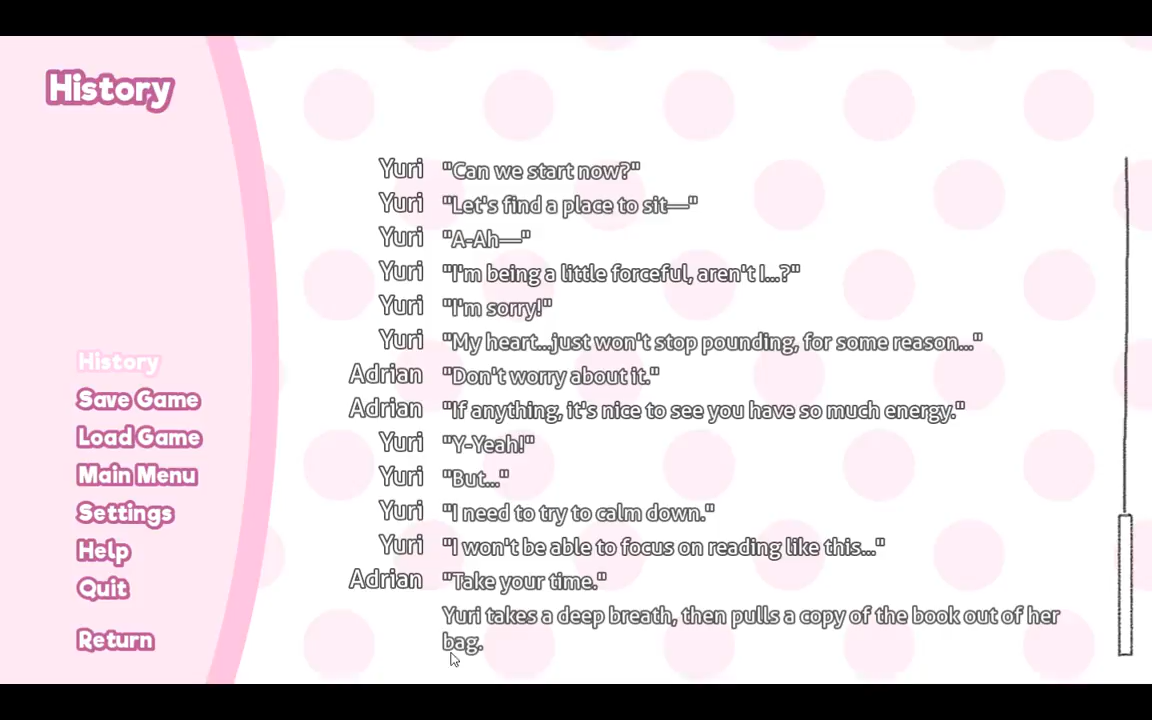 History
Yuri "Can we start now?"
Yuri "Let's find a place to sit—"
Yuri "A-Ah—"
Yuri "I'm being a little forceful, aren't I...?"
Yuri "I'm sorry!"
Yuri "My heart...just won't stop pounding, for some reason..."
Adrian "Don't worry about it."
Adrian "If anything, it's nice to see you have so much energy."
Yuri "Y-Yeah!"
Yuri "But..."
Yuri "I need to try to calm down."
Yuri "I won't be able to focus on reading like this..."
Adrian "Take your time."
Yuri takes a deep breath, then pulls a copy of the book out of her
bag.
History
Save Game
Load Game
Main Menu
Settings
Help
Quit
Return